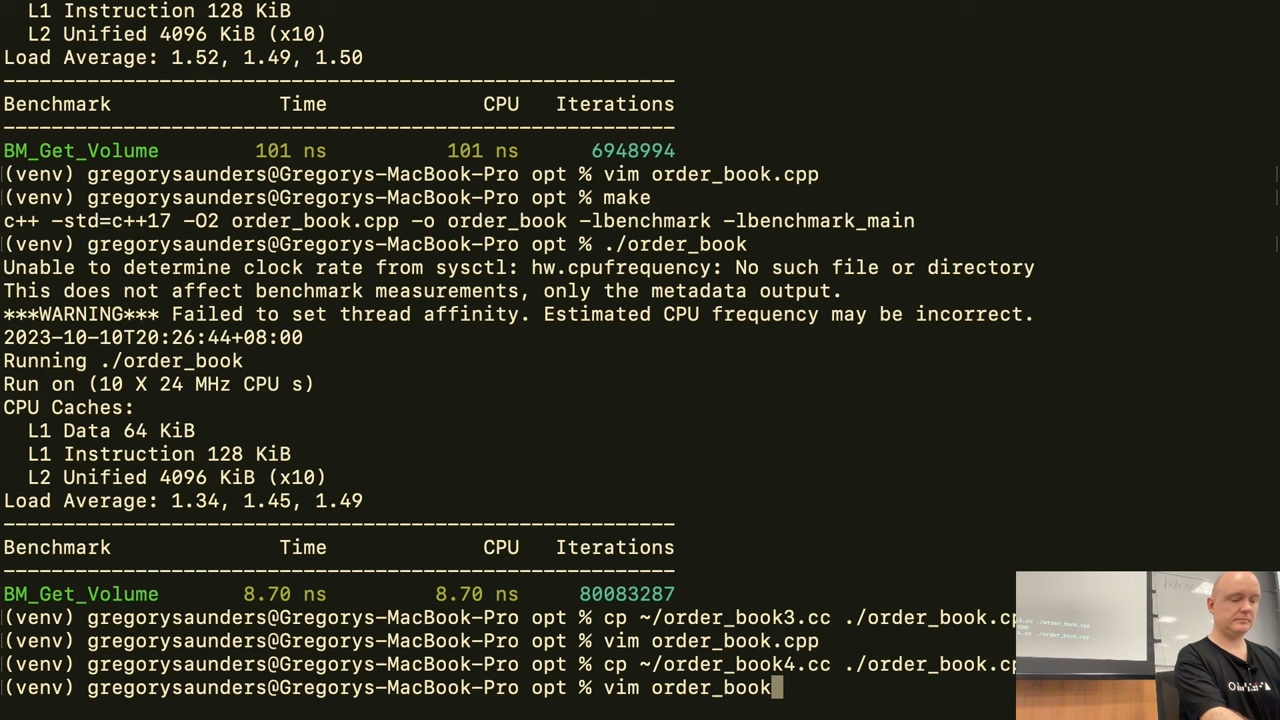 L1 Instruction 128 KiB
L2 Unified 4096 KiB (x10)
Load Average: 1.52, 1.49, 1.50
----------------------------------------------------------
Benchmark Time CPU Iterations
----------------------------------------------------------
BM_Get_Volume 101 ns 101 ns 6948994
(venv) gregorysaunders@Gregorys-MacBook-Pro opt % vim order_book.cpp
(venv) gregorysaunders@Gregorys-MacBook-Pro opt % make
c++ -std=c++17 -O2 order_book.cpp -o order_book -lbenchmark -lbenchmark_main
(venv) gregorysaunders@Gregorys-MacBook-Pro opt % ./order_book
Unable to determine clock rate from sysctl: hw.cpufrequency: No such file or directory
This does not affect benchmark measurements, only the metadata output.
***WARNING*** Failed to set thread affinity. Estimated CPU frequency may be incorrect.
2023-10-10T20:26:44+08:00
Running ./order_book
Run on (10 X 24 MHz CPU s)
CPU Caches:
L1 Data 64 KiB
L1 Instruction 128 KiB
L2 Unified 4096 KiB (x10)
Load Average: 1.34, 1.45, 1.49
----------------------------------------------------------
Benchmark Time CPU Iterations
----------------------------------------------------------
BM_Get_Volume 8.70 ns 8.70 ns 80083287
(venv) gregorysaunders@Gregorys-MacBook-Pro opt % cp ~/order_book3.cc ./order_book.cp
(venv) gregorysaunders@Gregorys-MacBook-Pro opt % vim order_book.cpp
(venv) gregorysaunders@Gregorys-MacBook-Pro opt % cp ~/order_book4.cc ./order_book.cp
(venv) gregorysaunders@Gregorys-MacBook-Pro opt % vim order_book